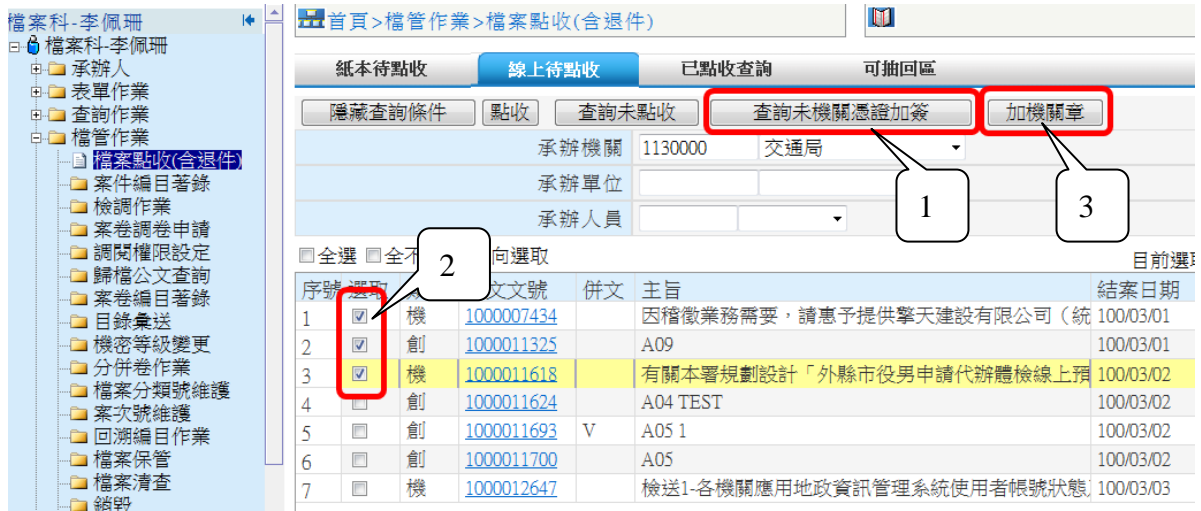 檔案科-李佩珊
檔案科-李佩珊
承辦人
表單作業
查詢作業
檔管作業
檔案點收(含退件)
案件編目著錄
檢調作業
案卷調卷申請
調閱權限設定
歸檔公文查詢
案卷編目著錄
目錄彙送
機密等級變更
分併卷作業
檔案分類號維護
案次號維護
回溯編目作業
檔案保管
檔案清查
銷毀
首頁>檔管作業>檔案點收(含退件)
紙本待點收 線上待點收 已點收查詢 可抽回區
隱藏查詢條件 點收 查詢未點收 查詢未機關憑證加簽 加機關章
承辦機關 1130000 交通局
承辦單位
承辦人員
1
3
2
全選 全不 向選取 目前選取
序號 選取 文文號 併文 主旨 結案日期
1 機 1000007434 因稽徵業務需要，請惠予提供擎天建設有限公司（統 100/03/01
2 創 1000011325 A09 100/03/01
3 機 1000011618 有關本署規劃設計「外縣市役男申請代辦體檢線上預 100/03/02
4 創 1000011624 A04 TEST 100/03/02
5 創 1000011693 V A05 1 100/03/02
6 創 1000011700 A05 100/03/02
7 機 1000012647 檢送1-各機關應用地政資訊管理系統使用者帳號狀態 100/03/03